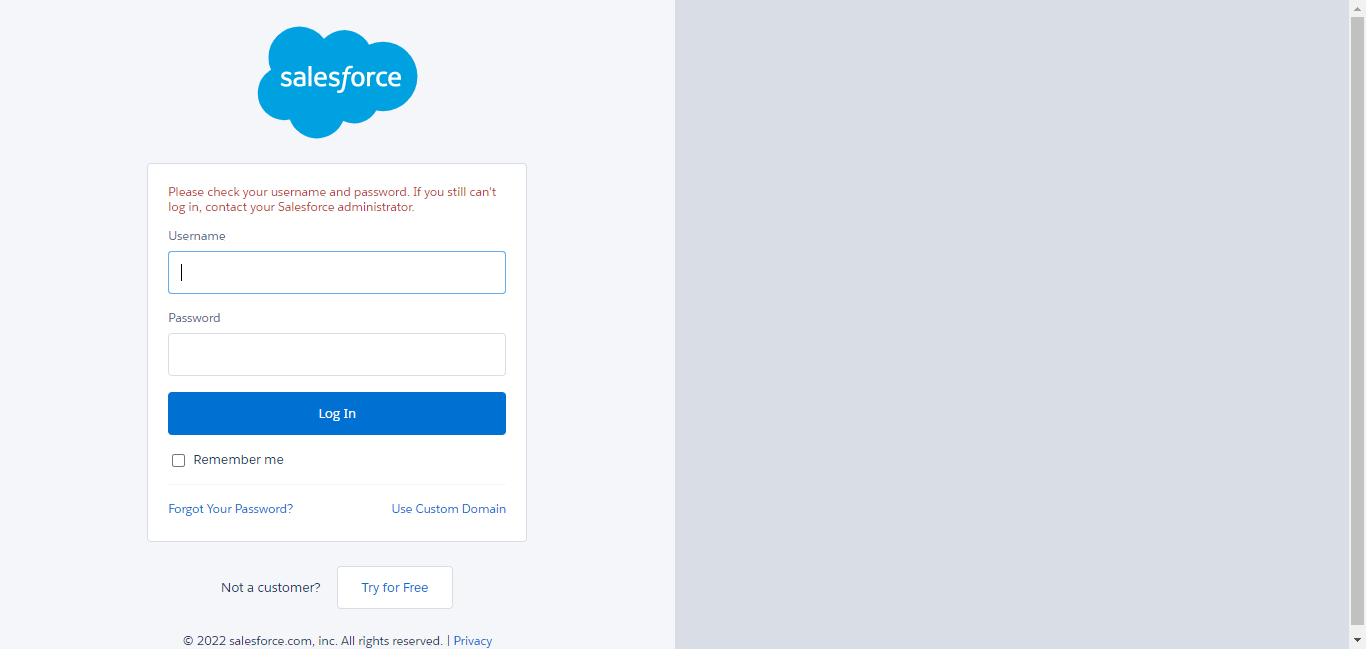 salesforce
Please check your username and password. If you still can't
log in, contact your Salesforce administrator.
Username
Password
Log In
Remember me
Forgot Your Password? Use Custom Domain
Not a customer? Try for Free
© 2022 salesforce.com, inc. All rights reserved. | Privacy